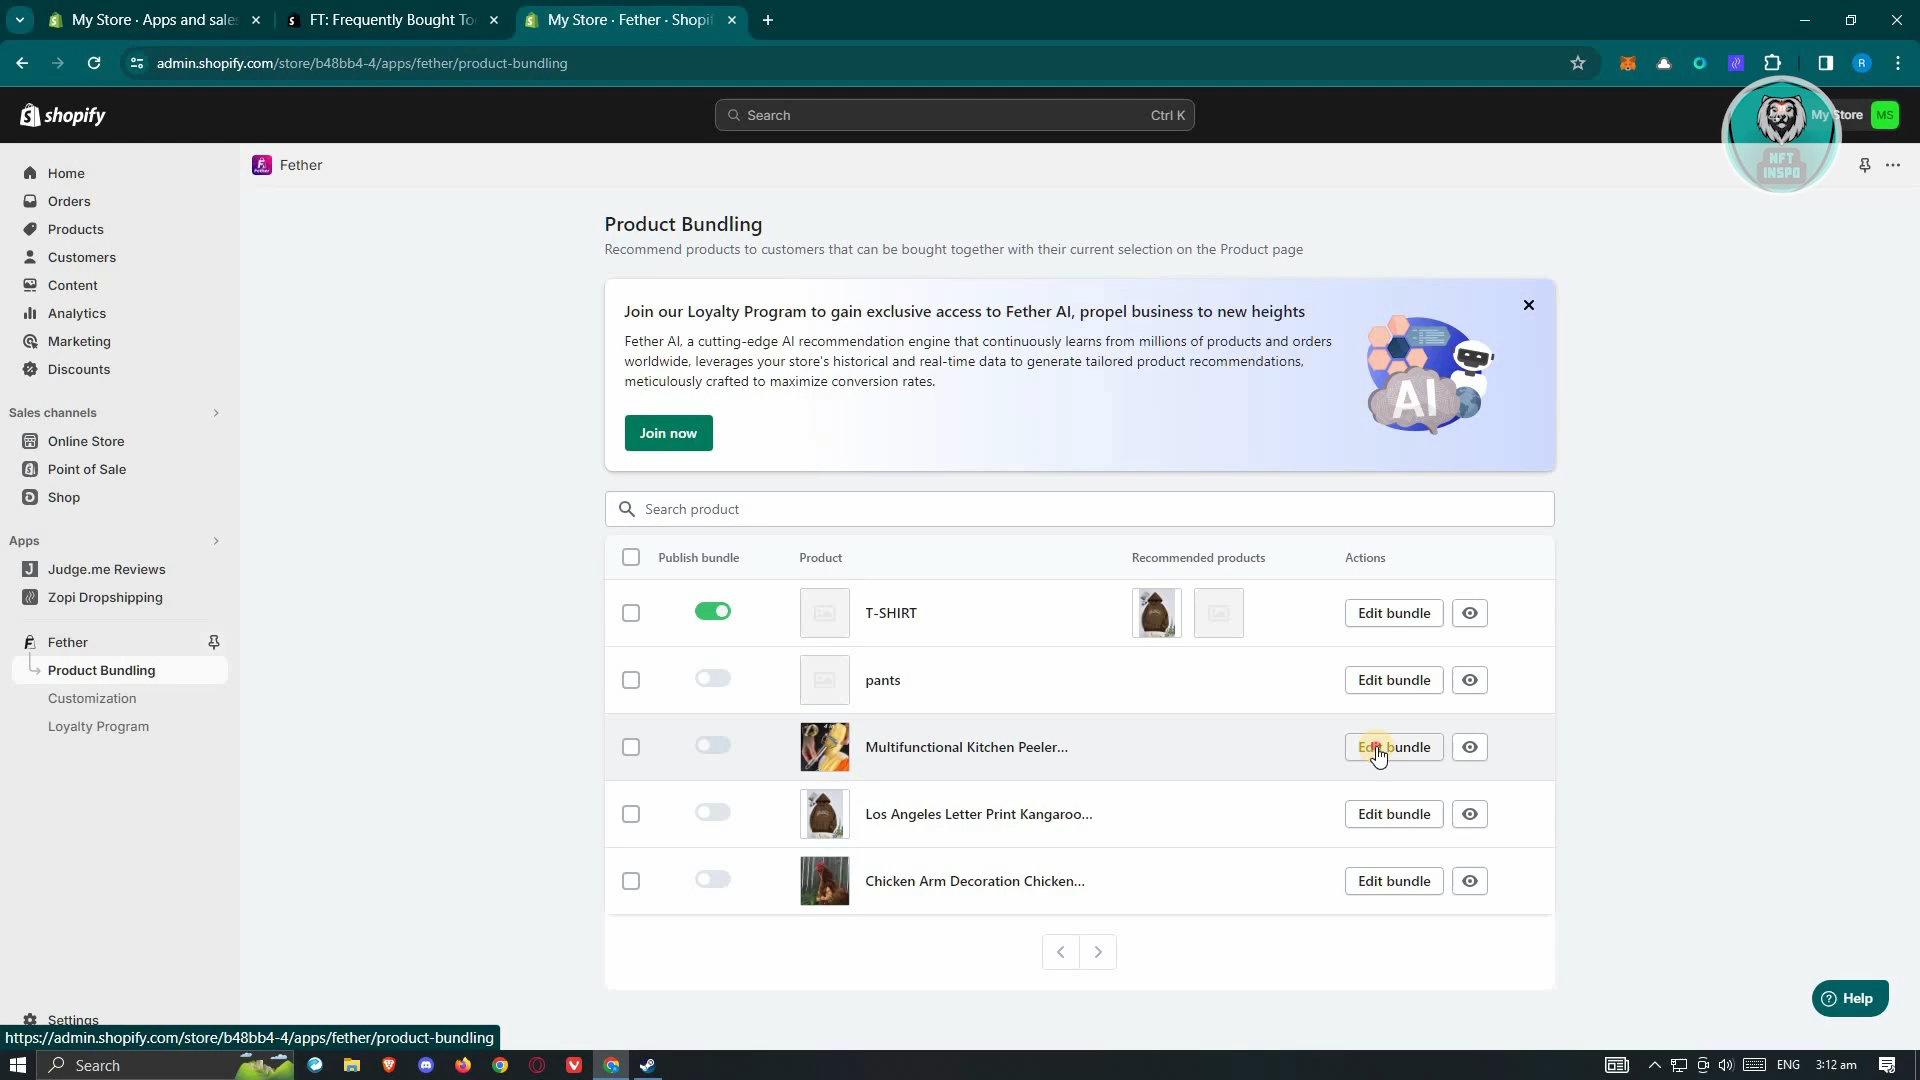 My Store · Apps and sale
FT: Frequently Bought To
My Store · Fether · Shopif
admin.shopify.com/store/b48bb4-4/apps/fether/product-bundling
R
shopify
Search
Ctrl K
My Store
MS
NFT
INSPO
Home
Orders
Products
Customers
Content
Analytics
Marketing
Discounts
Sales channels
Online Store
Point of Sale
Shop
Apps
Judge.me Reviews
Zopi Dropshipping
Fether
Product Bundling
Customization
Loyalty Program
Settings
Fether
Product Bundling
Recommend products to customers that can be bought together with their current selection on the Product page
Join our Loyalty Program to gain exclusive access to Fether AI, propel business to new heights
Fether AI, a cutting-edge AI recommendation engine that continuously learns from millions of products and orders
worldwide, leverages your store's historical and real-time data to generate tailored product recommendations,
meticulously crafted to maximize conversion rates.
AI
Join now
Search product
Publish bundle
Product
Recommended products
Actions
T-SHIRT
Edit bundle
pants
Edit bundle
Multifunctional Kitchen Peeler...
Edit bundle
Los Angeles Letter Print Kangaroo...
Edit bundle
Chicken Arm Decoration Chicken...
Edit bundle
Help
https://admin.shopify.com/store/b48bb4-4/apps/fether/product-bundling
Search
ENG
3:12 am